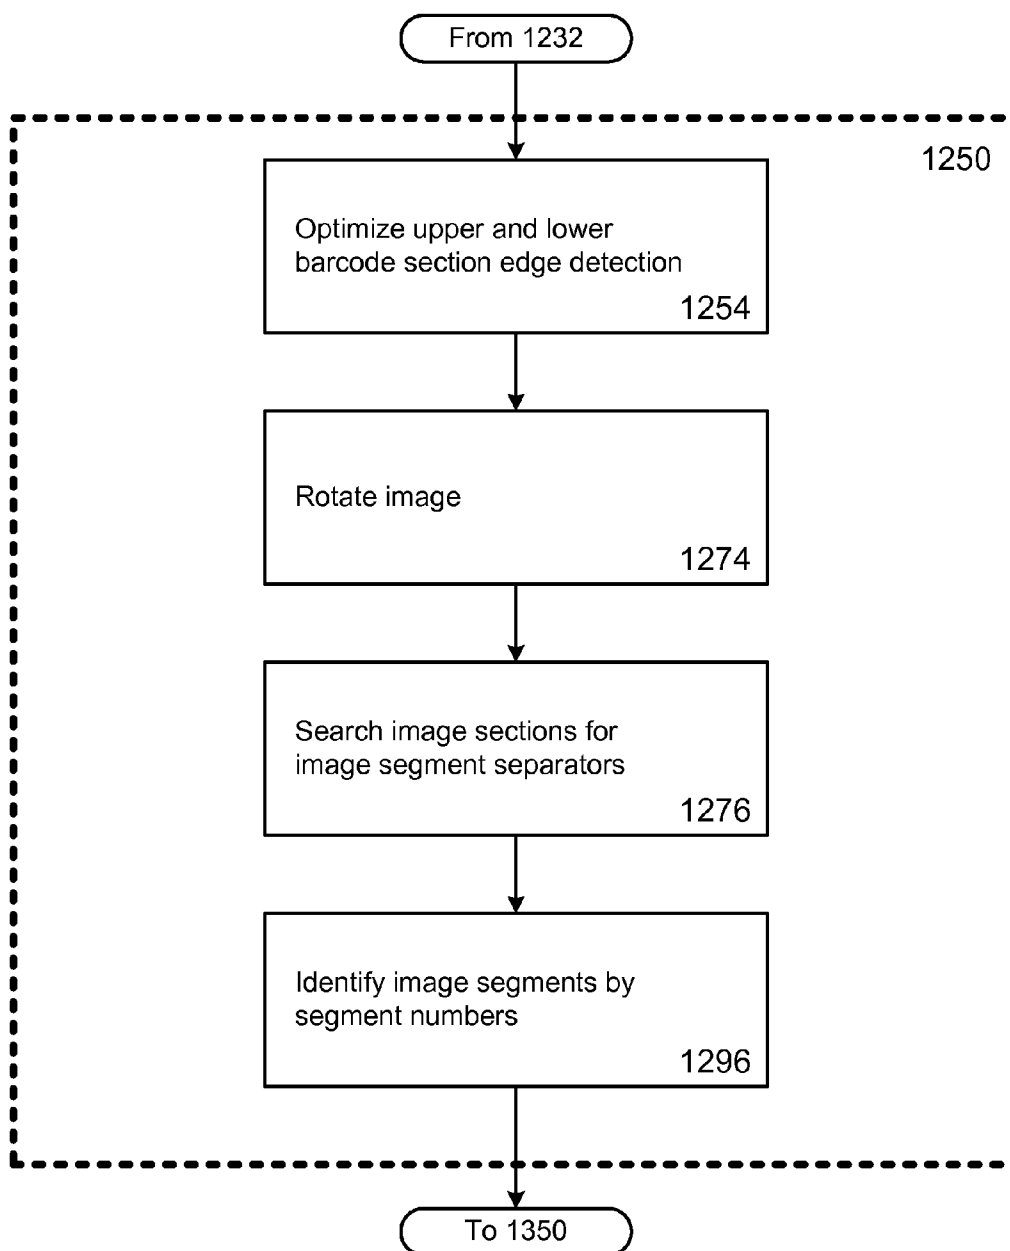 From 1232
1250
Optimize upper and lower
barcode section edge detection
1254
Rotate image
1274
Search image sections for
image segment separators
1276
Identify image segments by
segment numbers
1296
To 1350